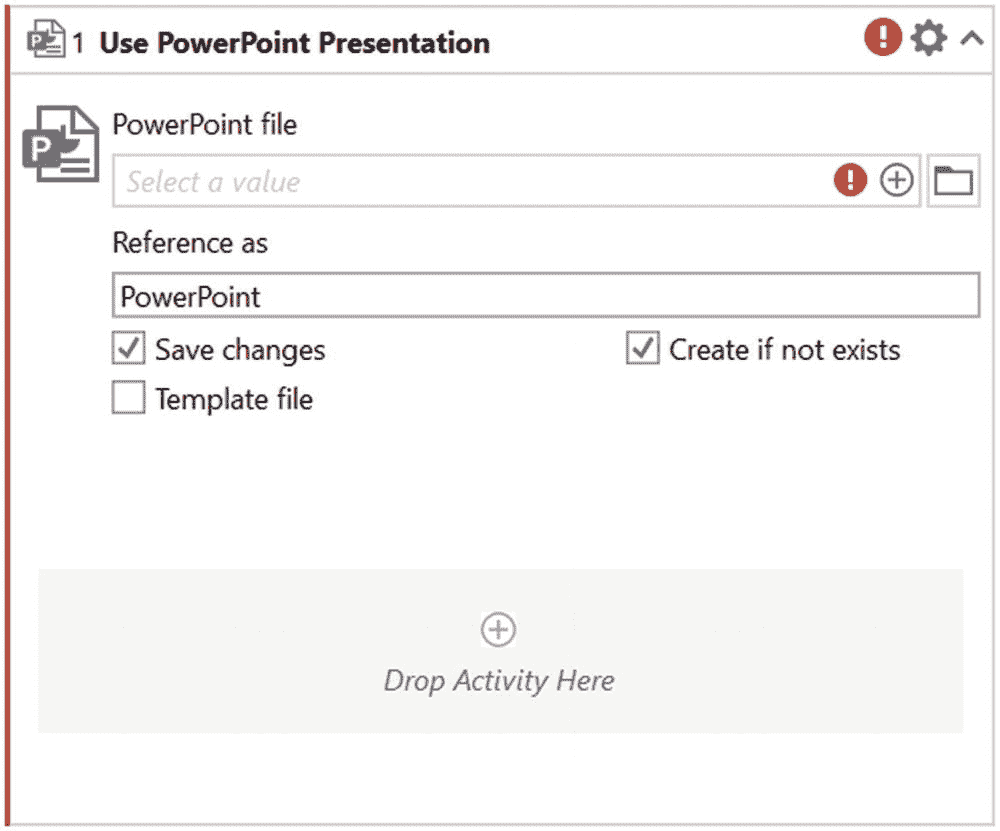 1 Use PowerPoint Presentation
PowerPoint file
Select a value
Reference as
PowerPoint
Save changes
Create if not exists
Template file
Drop Activity Here